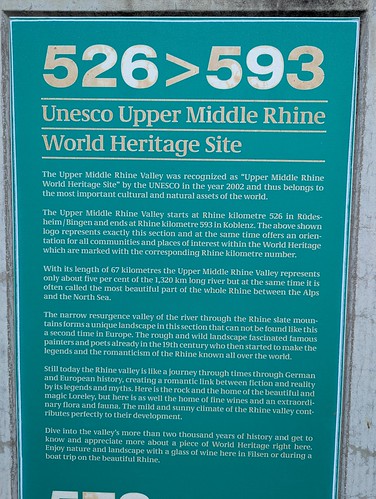 526>593
Unesco Upper Middle Rhine
World Heritage Site
The Upper Middle Rhine Valley was recognized as "Upper Middle Rhine
World Heritage Site" by the UNESCO in the year 2002 and thus belongs to
the most important cultural and natural assets of the world.
The Upper Middle Rhine Valley starts at Rhine kilometre 526 in Rüdes-
heim/Bingen and ends at Rhine kilometre 593 in Koblenz. The above shown
logo represents exactly this section and at the same time offers an orien-
tation for all communities and places of interest within the World Heritage
which are marked with the corresponding Rhine kilometre number.
With its length of 67 kilometres the Upper Middle Rhine Valley represents
only about five per cent of the 1,320 km long river but at the same time it is
often called the most beautiful part of the whole Rhine between the Alps
and the North Sea.
The narrow resurgence valley of the river through the Rhine slate moun-
tains forms a unique landscape in this section that can not be found like this
a second time in Europe. The rough and wild landscape fascinated famous
painters and poets already in the 19th century who then started to make the
legends and the romanticism of the Rhine known all over the world.
Still today the Rhine valley is like a journey through times through German
and European history, creating a romantic link between fiction and reality
by its legends and myths. Here is the rock and the home of the beautiful and
magic Loreley, but here is as well the home of fine wines and an extraordi-
nary flora and fauna. The mild and sunny climate of the Rhine valley cont-
ributes perfectly to their development.
Dive into the valley's more than two thousand years of history and get to
know and appreciate more about a piece of World Heritage right here.
Enjoy nature and landscape with a glass of wine here in Filsen or during a
boat trip on the beautiful Rhine.